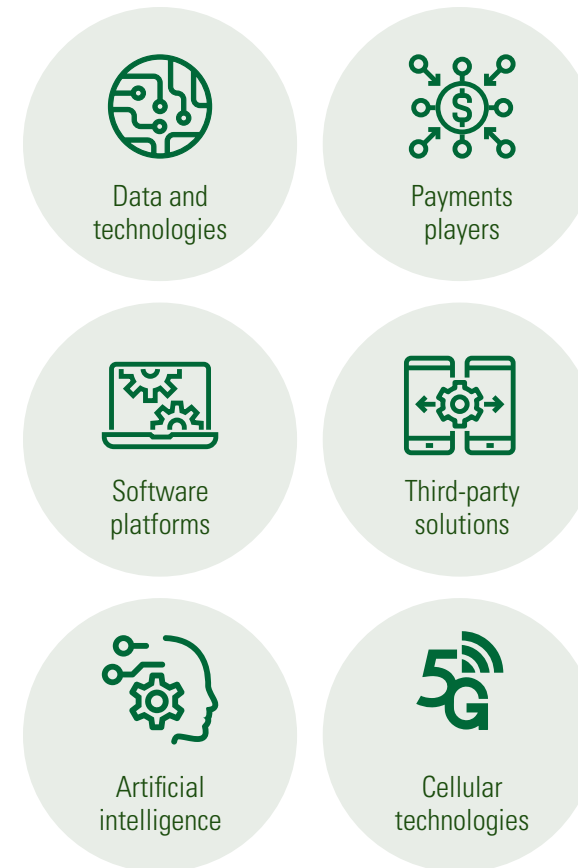 Data and
technologies
$
Payments
players
Software
platforms
Third-party
solutions
Artificial
intelligence
5G
Cellular
technologies